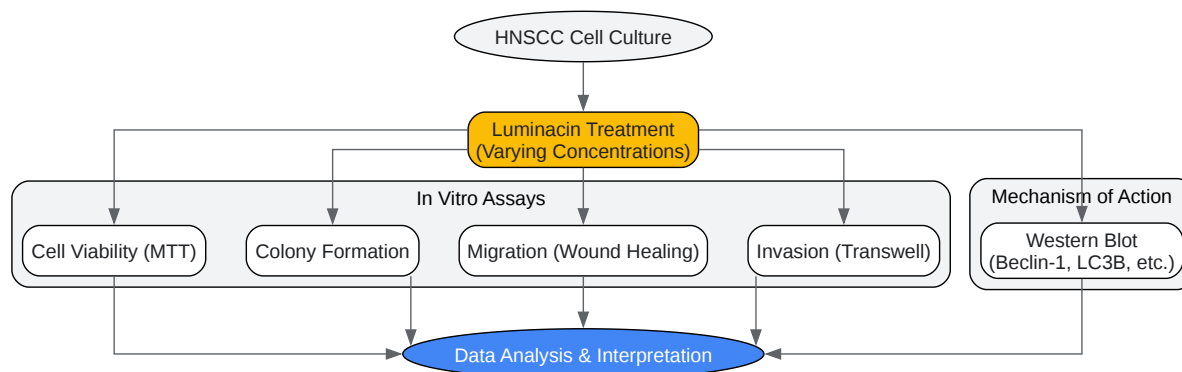 HNSCC Cell Culture
Luminacin Treatment
(Varying Concentrations)
In Vitro Assays
Mechanism of Action
Cell Viability (MTT)
Colony Formation
Migration (Wound Healing)
Invasion (Transwell)
Western Blot
(Beclin-1, LC3B, etc.)
Data Analysis & Interpretation